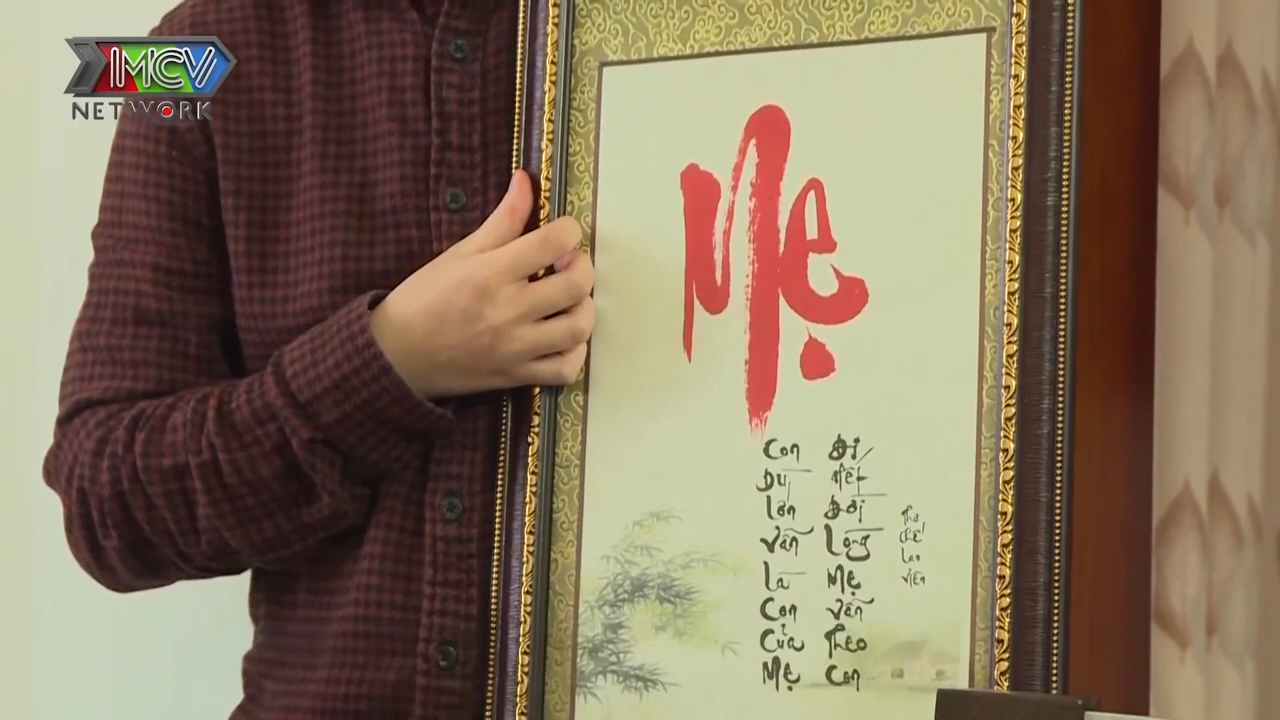 MCV
NETWORK
Mẹ
Con Dù Lớn Vẫn Là Con Của Mẹ
Đi Hết Đời Lòng Mẹ Vẫn Theo Con
Thơ Chế Lan Viên